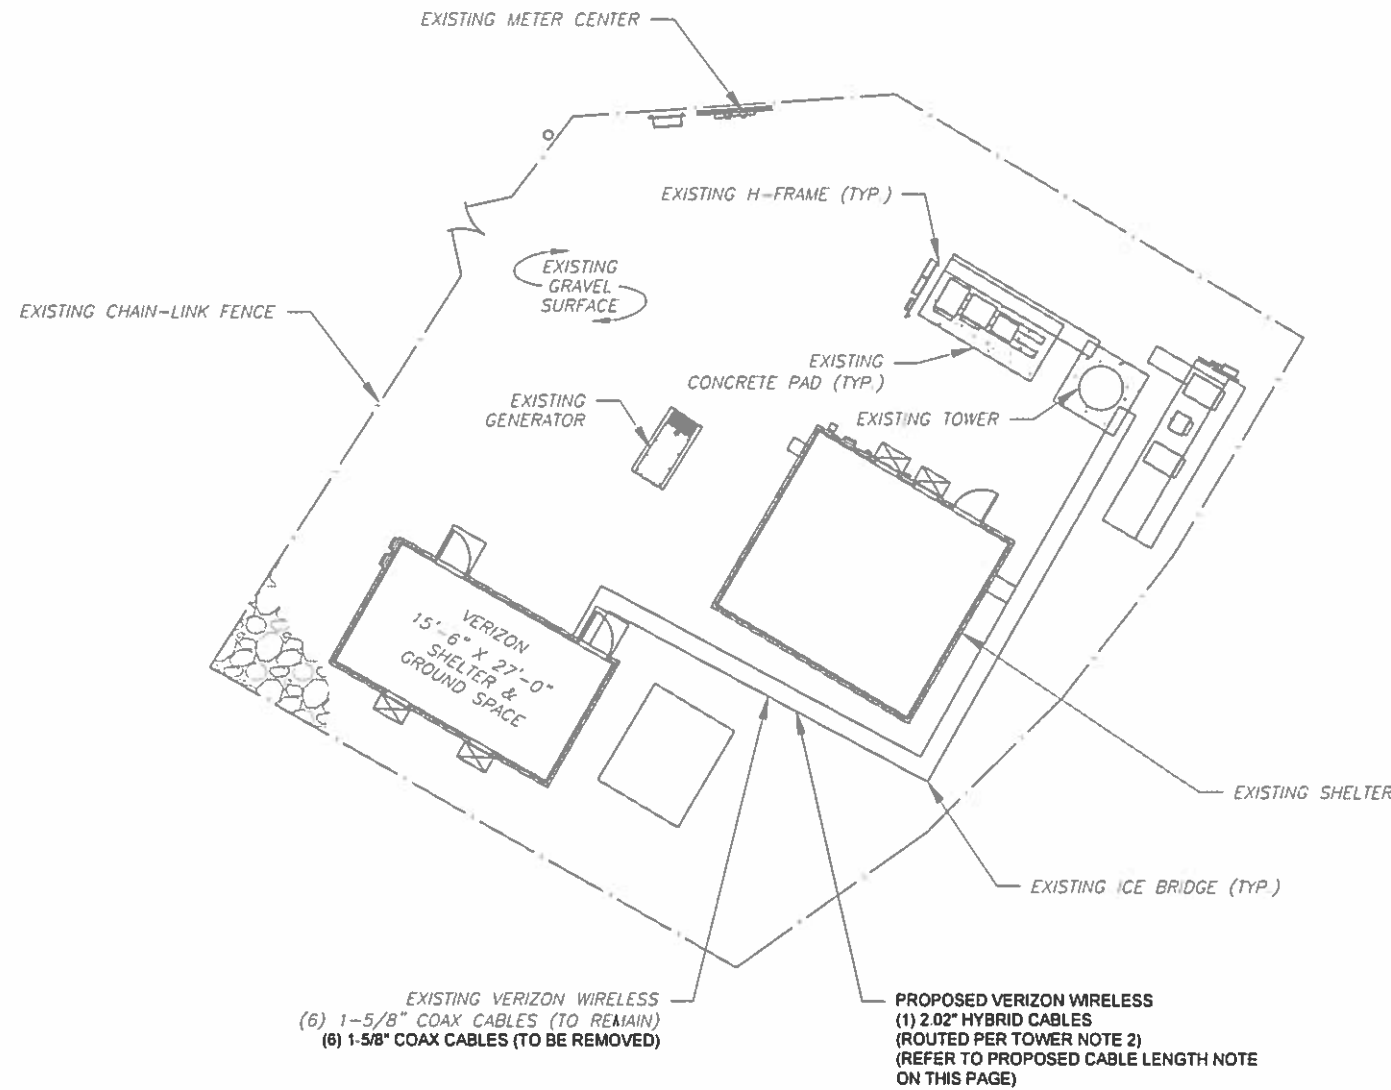 EXISTING METER CENTER
EXISTING H-FRAME (TYP.)
EXISTING
GRAVEL
SURFACE
EXISTING CHAIN-LINK FENCE
EXISTING
CONCRETE PAD (TYP.)
EXISTING
GENERATOR
EXISTING TOWER
VERIZON
15'-6" X 27'-0"
SHELTER &
GROUND SPACE
EXISTING SHELTER
EXISTING ICE BRIDGE (TYP.)
EXISTING VERIZON WIRELESS
(6) 1-5/8" COAX CABLES (TO REMAIN)
(6) 1-5/8" COAX CABLES (TO BE REMOVED)
PROPOSED VERIZON WIRELESS
(1) 2.02" HYBRID CABLES
(ROUTED PER TOWER NOTE 2)
(REFER TO PROPOSED CABLE LENGTH NOTE
ON THIS PAGE)